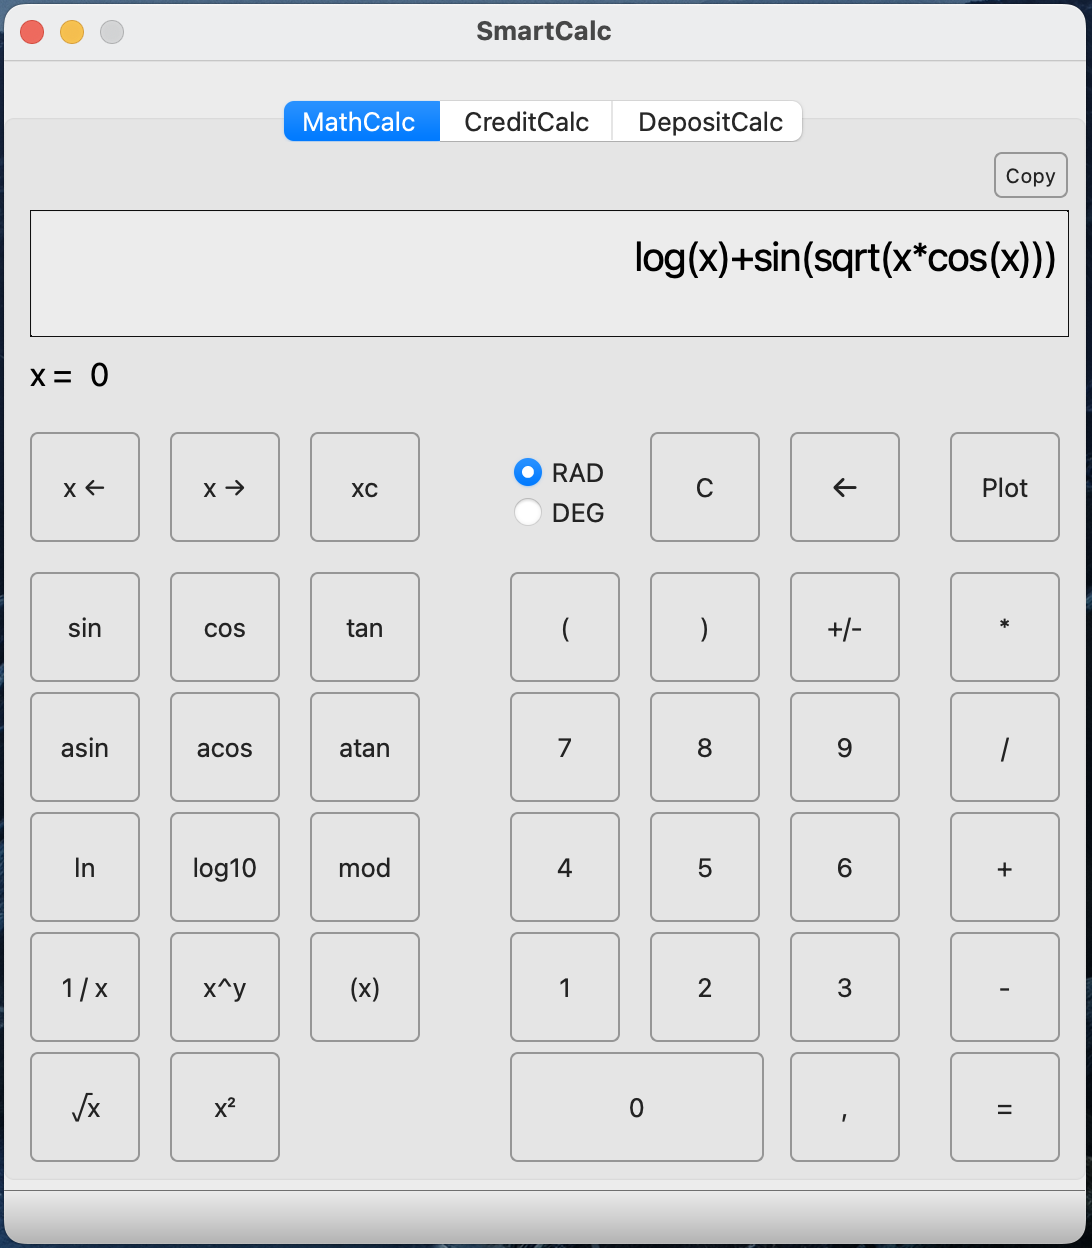 SmartCalc
MathCalc CreditCalc DepositCalc
Copy
log(x)+sin(sqrt(x*cos(x)))
x = 0
x ← x → xc RAD C ← Plot
DEG
sin cos tan ( ) +/- *
asin acos atan 7 8 9 /
ln log10 mod 4 5 6 +
1 / x x^y (x) 1 2 3 -
√x x² 0 , =